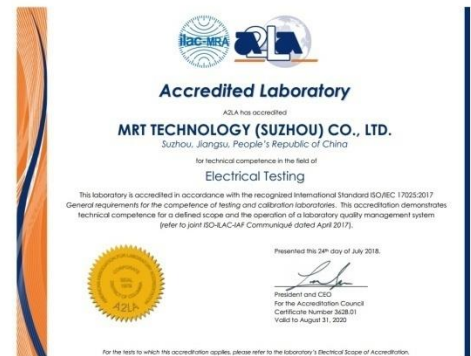 ilac-MRA
A2LA
Accredited Laboratory
A2LA has accredited
MRT TECHNOLOGY (SUZHOU) CO., LTD.
Suzhou, Jiangsu, People's Republic of China
for technical competence in the field of
Electrical Testing
This laboratory is accredited in accordance with the recognized International Standard ISO/IEC 17025:2017
General requirements for the competence of testing and calibration laboratories. This accreditation demonstrates
technical competence for a defined scope and the operation of a laboratory quality management system
(refer to joint ISO-ILAC-IAF Communiqué dated April 2017).
Presented this 24th day of July 2018.
President and CEO
For the Accreditation Council
Certificate Number 3628.01
Valid to August 31, 2020
CORPORATE
SEAL
A2LA
For the tests to which this accreditation applies, please refer to the laboratory's Electrical Scope of Accreditation.